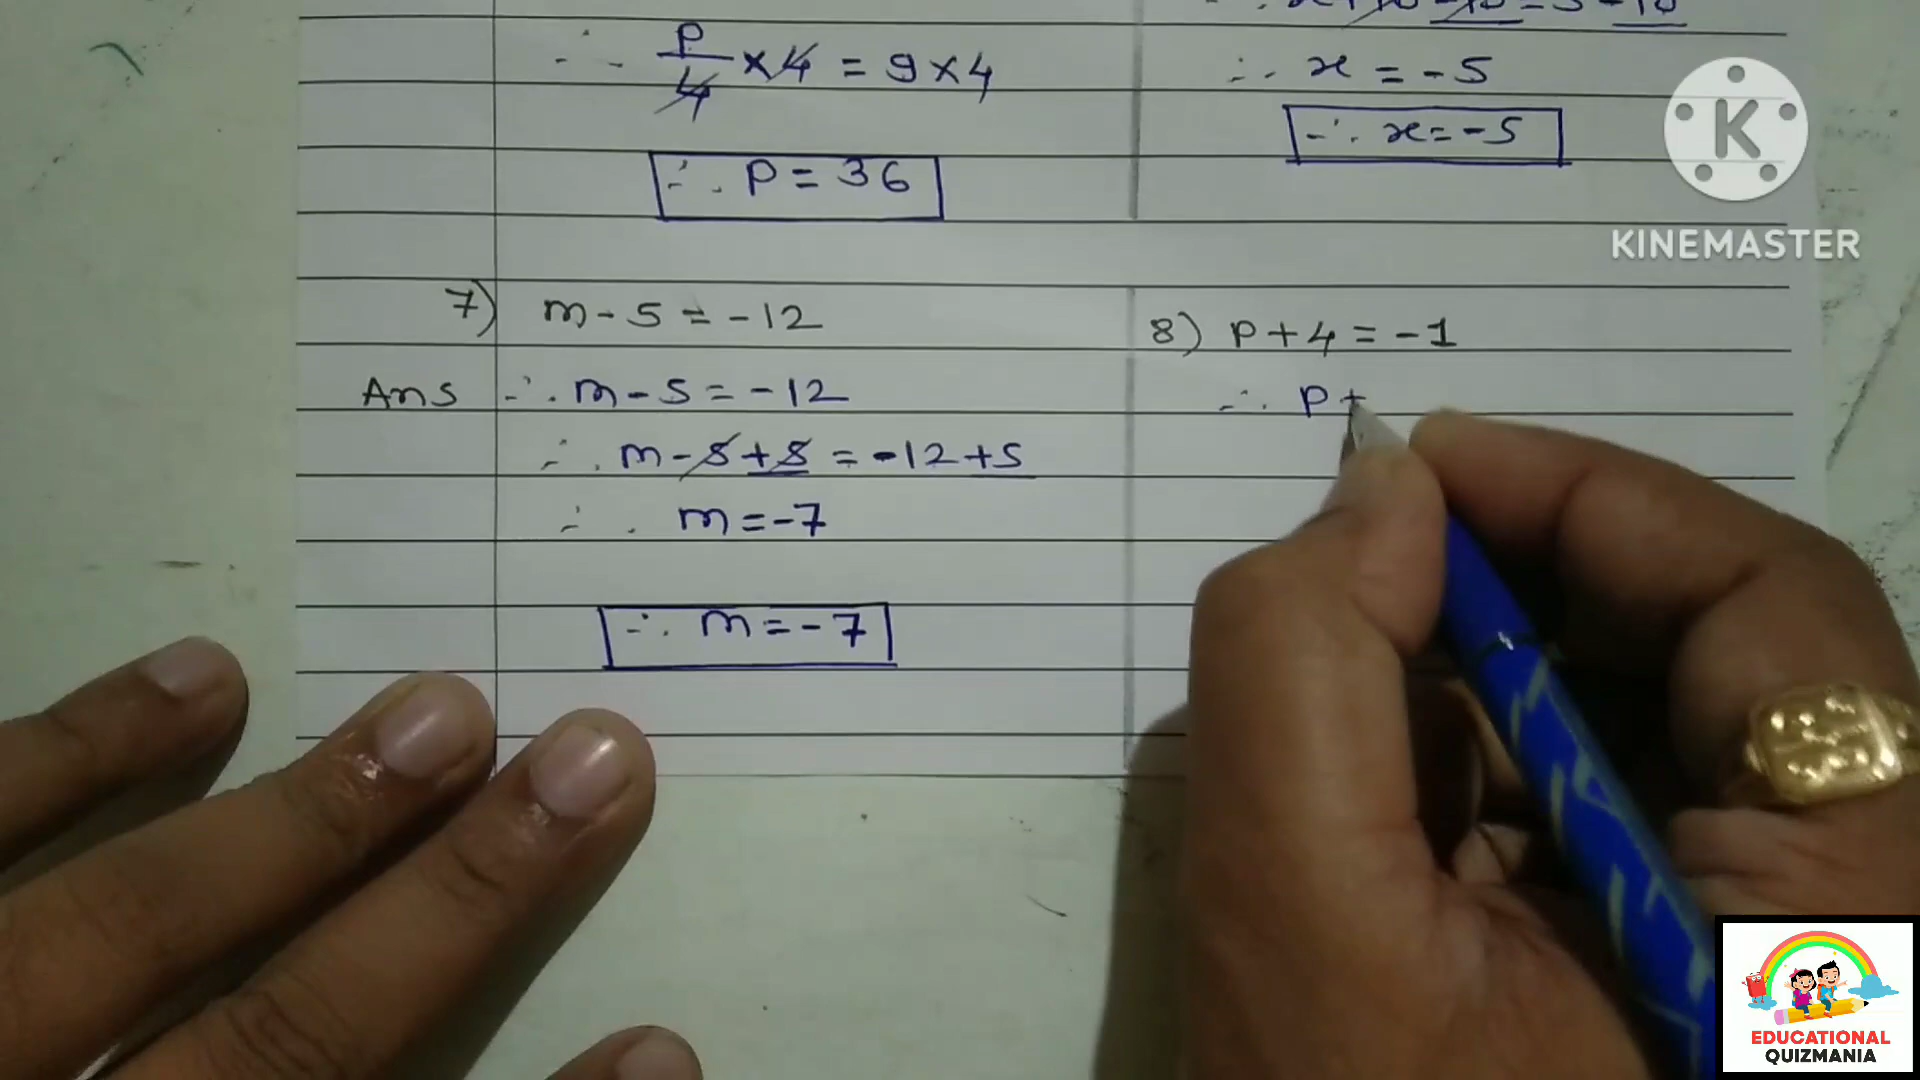 ∴ p/4 × 4 = 9 × 4
∴ P = 36
∴ x = -5
∴ x = -5
7) m - 5 = -12
Ans ∴ m - 5 = -12
∴ m - 5 + 5 = -12 + 5
∴ m = -7
∴ m = -7
8) P + 4 = -1
∴ P +
K
KINEMASTER
EDUCATIONAL
QUIZMANIA